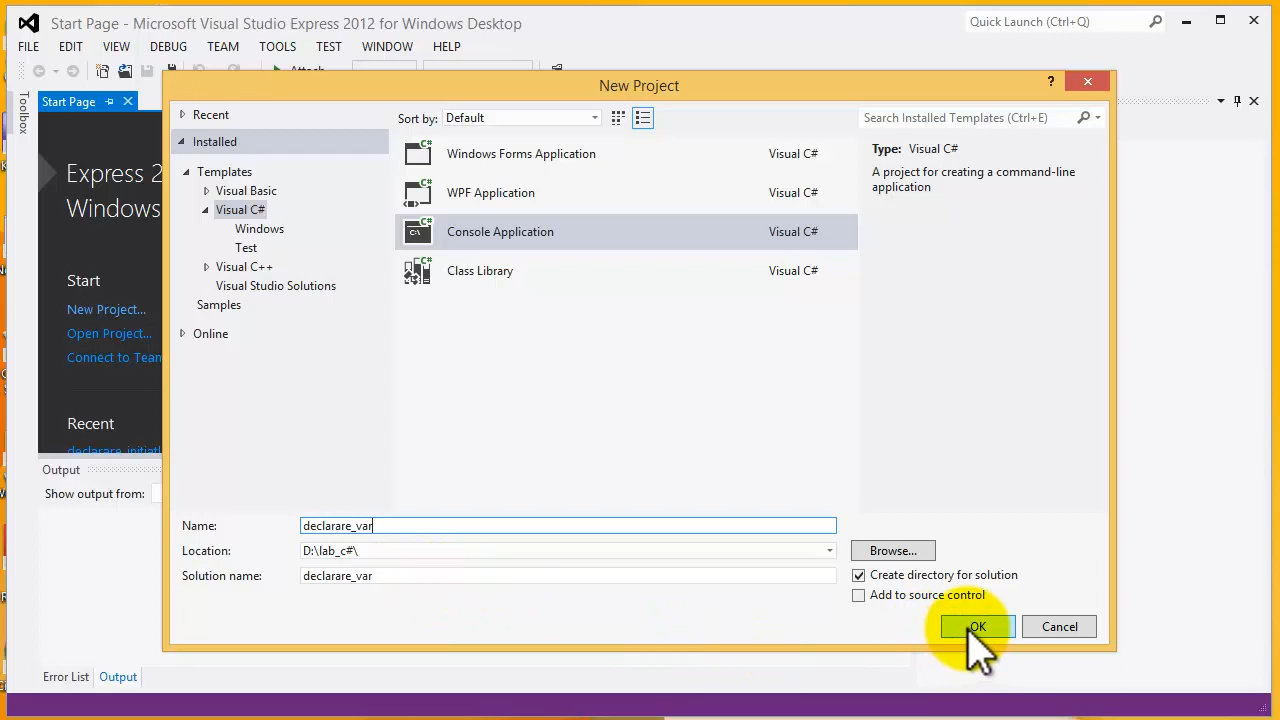 Start Page - Microsoft Visual Studio Express 2012 for Windows Desktop
Quick Launch (Ctrl+Q)
FILE EDIT VIEW DEBUG TEAM TOOLS TEST WINDOW HELP
New Project
Toolbox
Start Page
Express 2
Windows
Start
New Project...
Open Project...
Connect to Team
Recent
Recent
Installed
Templates
Visual Basic
Visual C#
Windows
Test
Visual C++
Visual Studio Solutions
Samples
Online
Sort by: Default
Windows Forms Application Visual C#
WPF Application Visual C#
Console Application Visual C#
Class Library Visual C#
Search Installed Templates (Ctrl+E)
Type: Visual C#
A project for creating a command-line
application
Name: declarare_var
Location: D:\lab_c#\
Solution name: declarare_var
Browse...
Create directory for solution
Add to source control
OK Cancel
Output
Show output from:
Error List Output